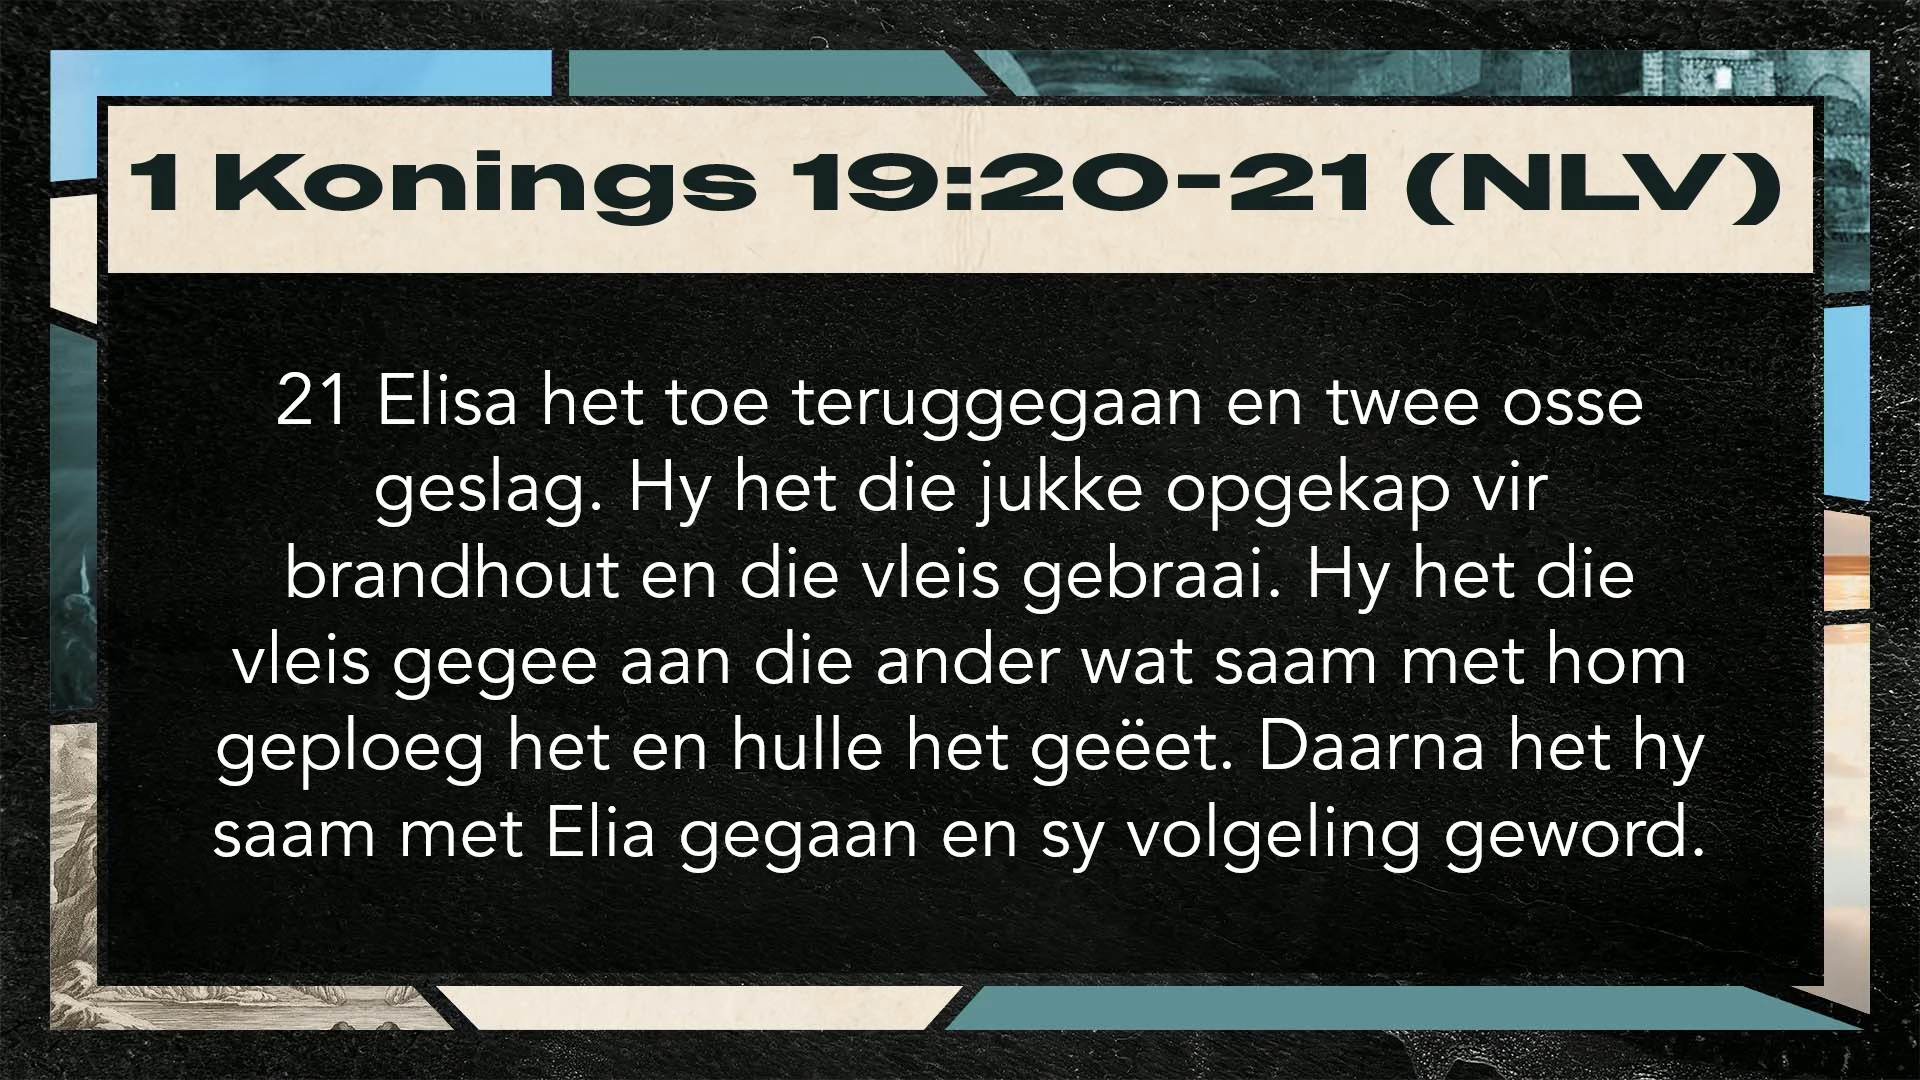 1 Konings 19:20-21 (NLV)
21 Elisa het toe teruggegaan en twee osse
geslag. Hy het die jukke opgekap vir
brandhout en die vleis gebraai. Hy het die
vleis gegee aan die ander wat saam met hom
geploeg het en hulle het geëet. Daarna het hy
saam met Elia gegaan en sy volgeling geword.